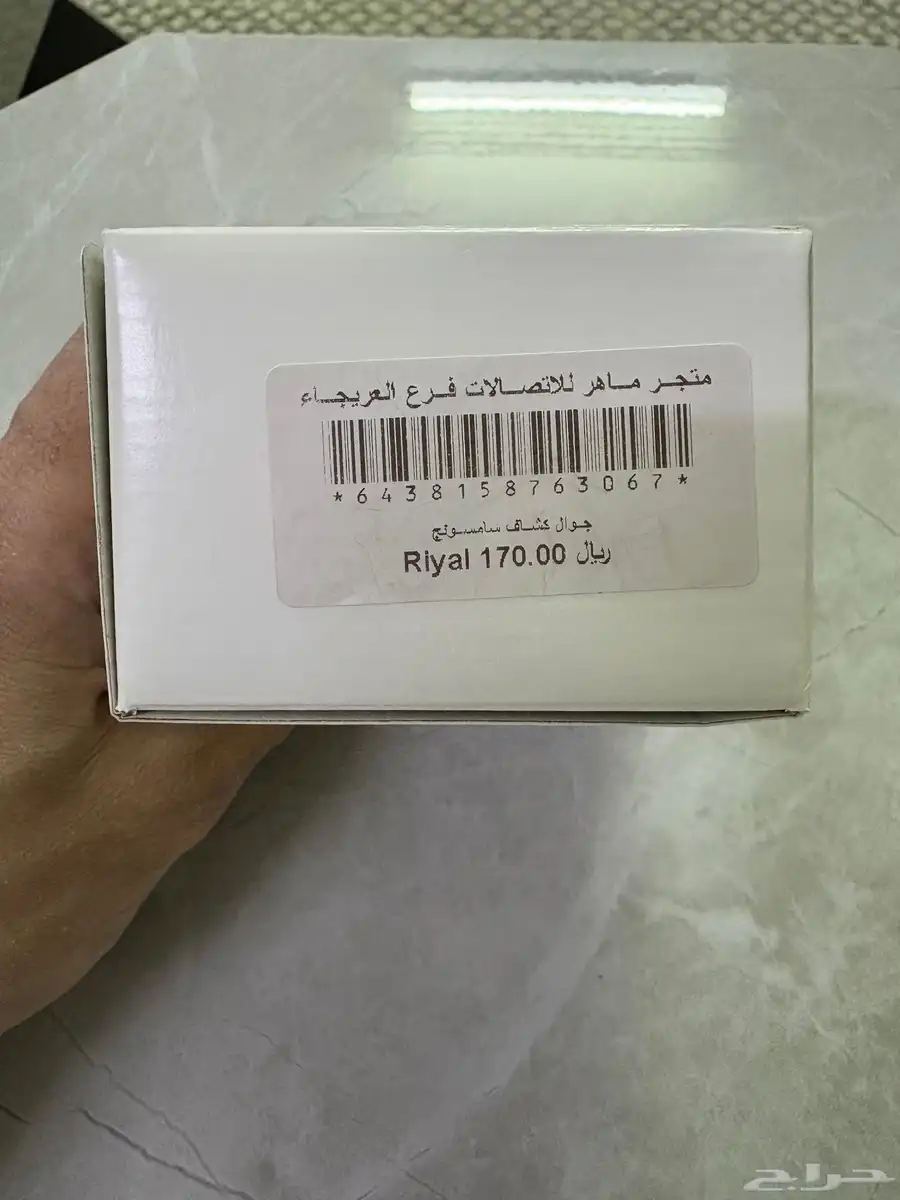 متجر ماهر للاتصالات فرع العريجاء
*6438158763067*
جوال كشاف سامسونج
Riyal 170.00 ريال
حراج